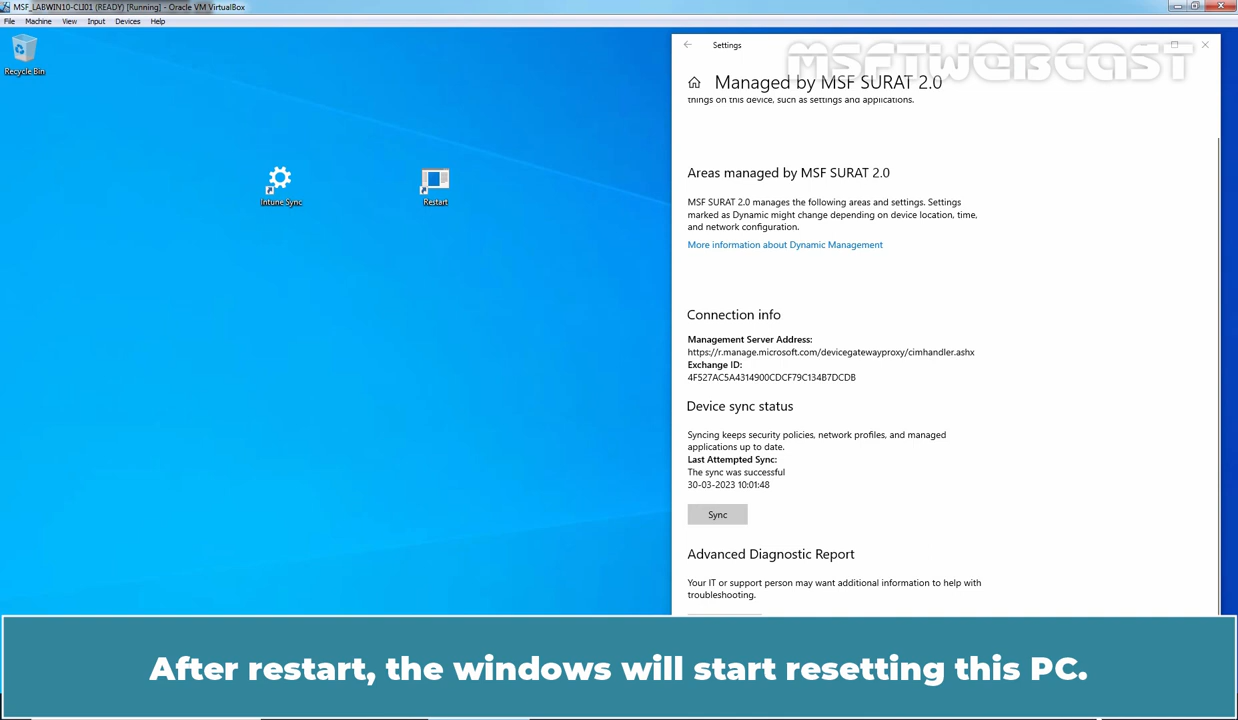 MSF_LABWIN10-CLI01 (READY) [Running] - Oracle VM VirtualBox
File Machine View Input Devices Help
Recycle Bin
Intune Sync
Restart
Settings
MSFTWEBCAST
Managed by MSF SURAT 2.0
things on this device, such as settings and applications.
Areas managed by MSF SURAT 2.0
MSF SURAT 2.0 manages the following areas and settings. Settings
marked as Dynamic might change depending on device location, time,
and network configuration.
More information about Dynamic Management
Connection info
Management Server Address:
https://r.manage.microsoft.com/devicegatewayproxy/cimhandler.ashx
Exchange ID:
4F527AC5A4314900CDCF79C134B7DCDB
Device sync status
Syncing keeps security policies, network profiles, and managed
applications up to date.
Last Attempted Sync:
The sync was successful
30-03-2023 10:01:48
Sync
Advanced Diagnostic Report
Your IT or support person may want additional information to help with
troubleshooting.
After restart, the windows will start resetting this PC.